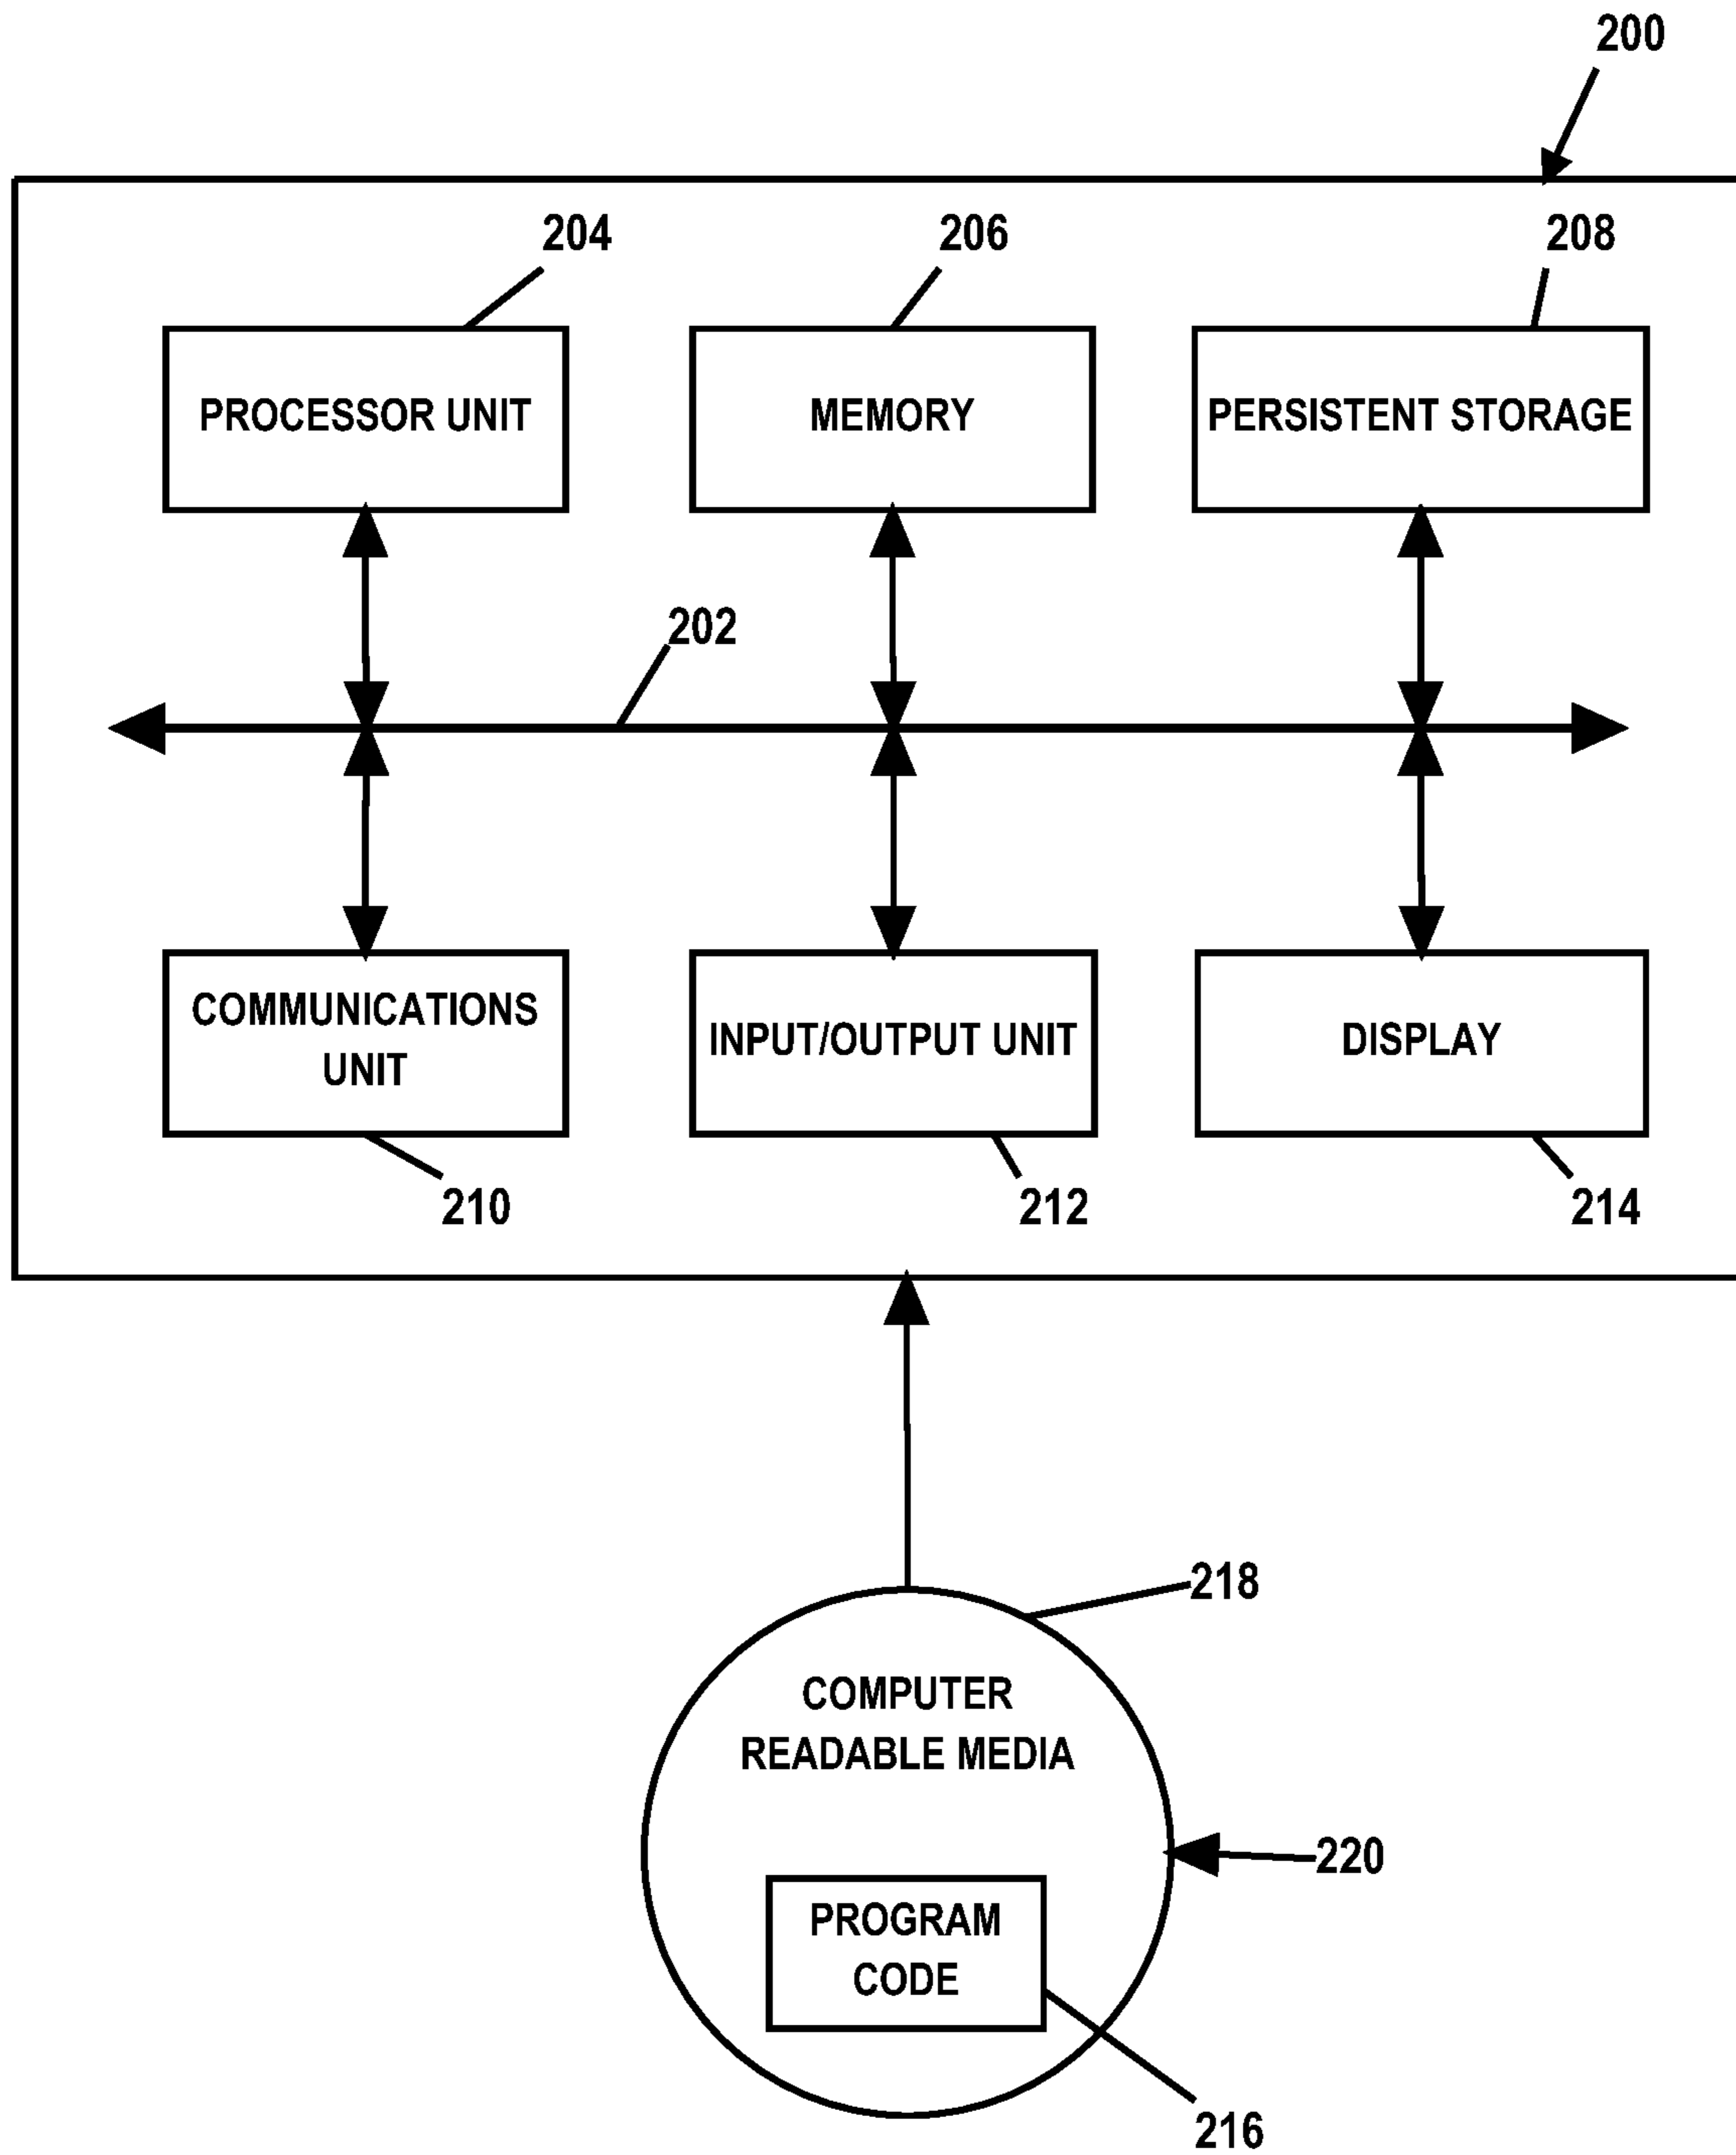 200
204
206
208
PROCESSOR UNIT
MEMORY
PERSISTENT STORAGE
202
COMMUNICATIONS
UNIT
INPUT/OUTPUT UNIT
DISPLAY
210
212
214
218
COMPUTER
READABLE MEDIA
220
PROGRAM
CODE
216